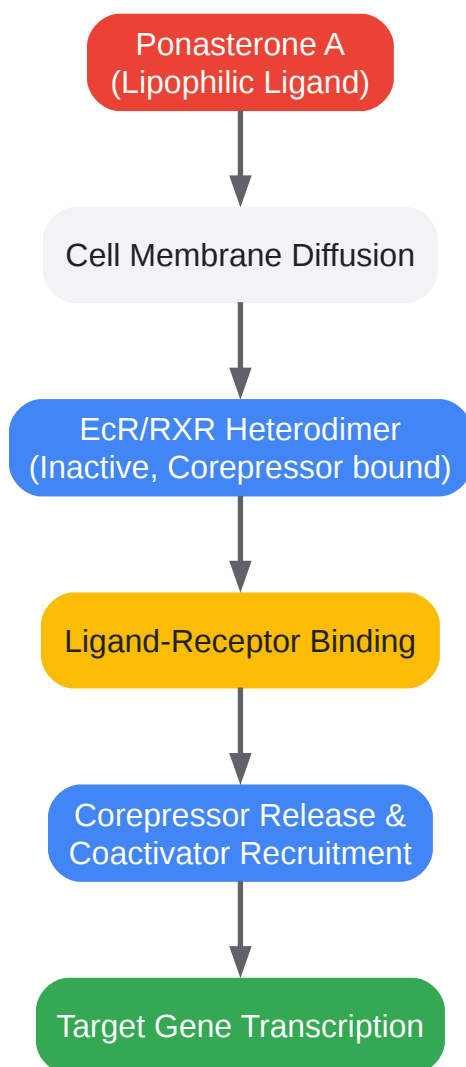 Ponasterone A
(Lipophilic Ligand)
Cell Membrane Diffusion
EcR/RXR Heterodimer
(Inactive, Corepressor bound)
Ligand-Receptor Binding
Corepressor Release &
Coactivator Recruitment
Target Gene Transcription